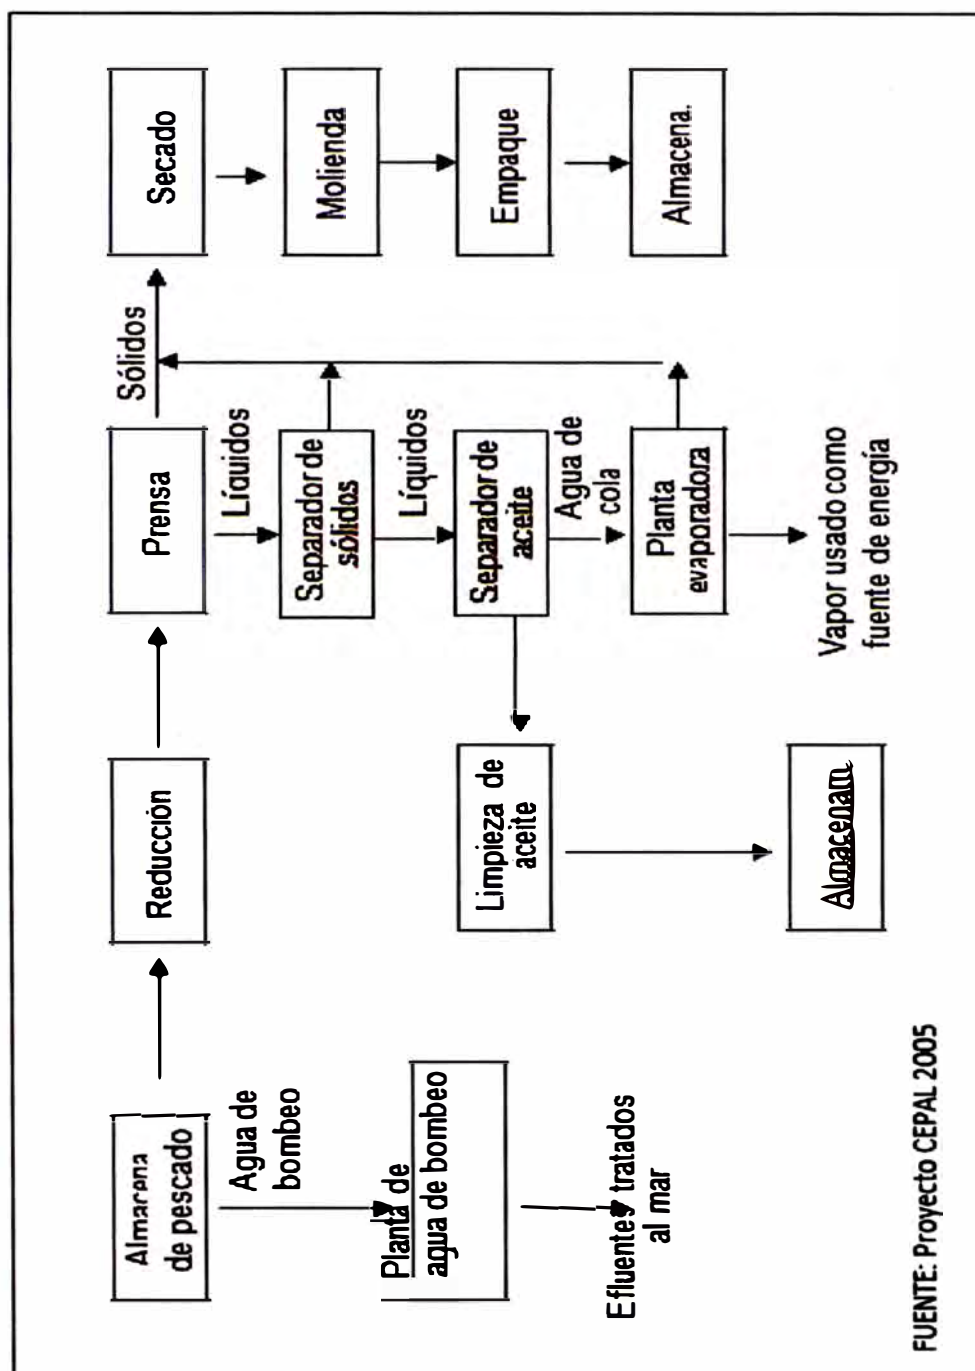 Almacena
de pescado
Reducción
Prensa
Sólidos
Secado
Agua de
bombeo
Líquidos
Molienda
Planta de
agua de bombeo
Separador de
sólidos
Líquidos
Empaque
Limpieza de
aceite
Separador de
aceite
Agua de
cola
Almacena.
Planta
evaporadora
Efluentes tratados
al mar
Almacenam
Vapor usado como
fuente de energía
FUENTE: Proyecto CEPAL 2005